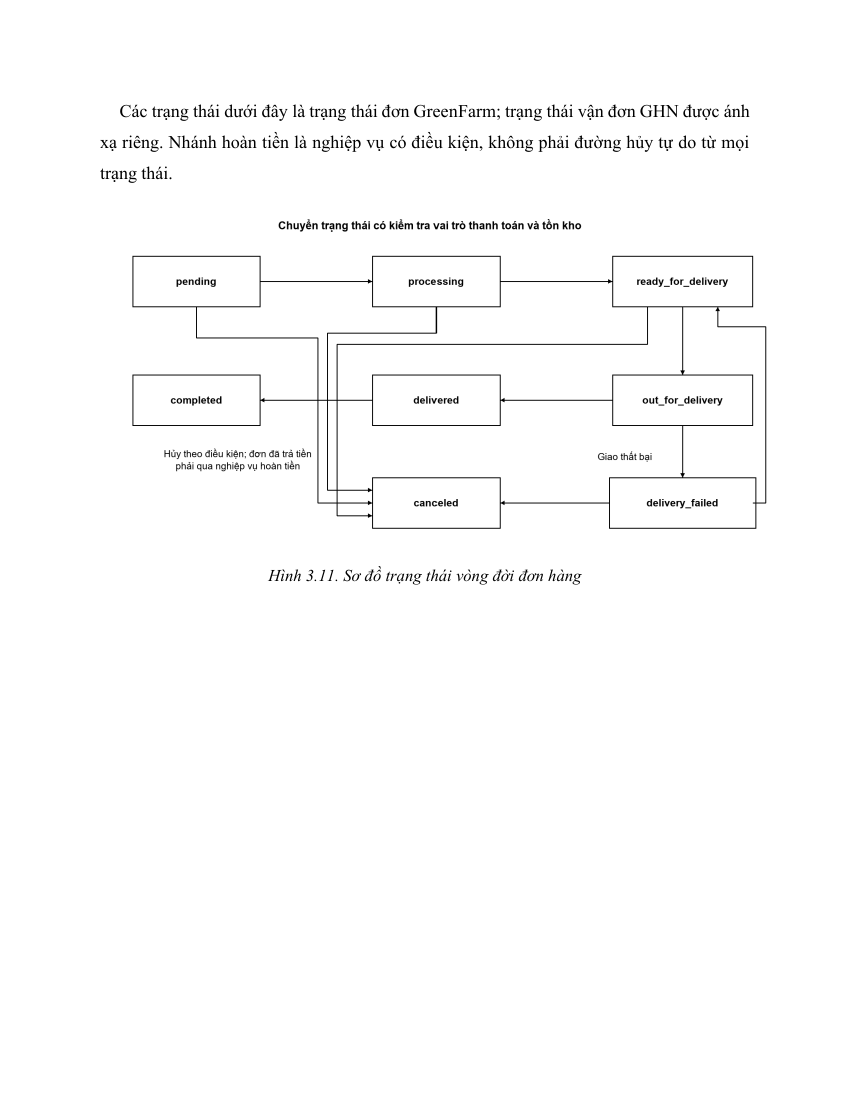 Các trạng thái dưới đây là trạng thái đơn GreenFarm; trạng thái vận đơn GHN được ánh
xạ riêng. Nhánh hoàn tiền là nghiệp vụ có điều kiện, không phải đường hủy tự do từ mọi
trạng thái.
Chuyển trạng thái có kiểm tra vai trò thanh toán và tồn kho
pending
processing
ready_for_delivery
completed
delivered
out_for_delivery
Hủy theo điều kiện; đơn đã trả tiền
phải qua nghiệp vụ hoàn tiền
Giao thất bại
canceled
delivery_failed
Hình 3.11. Sơ đồ trạng thái vòng đời đơn hàng